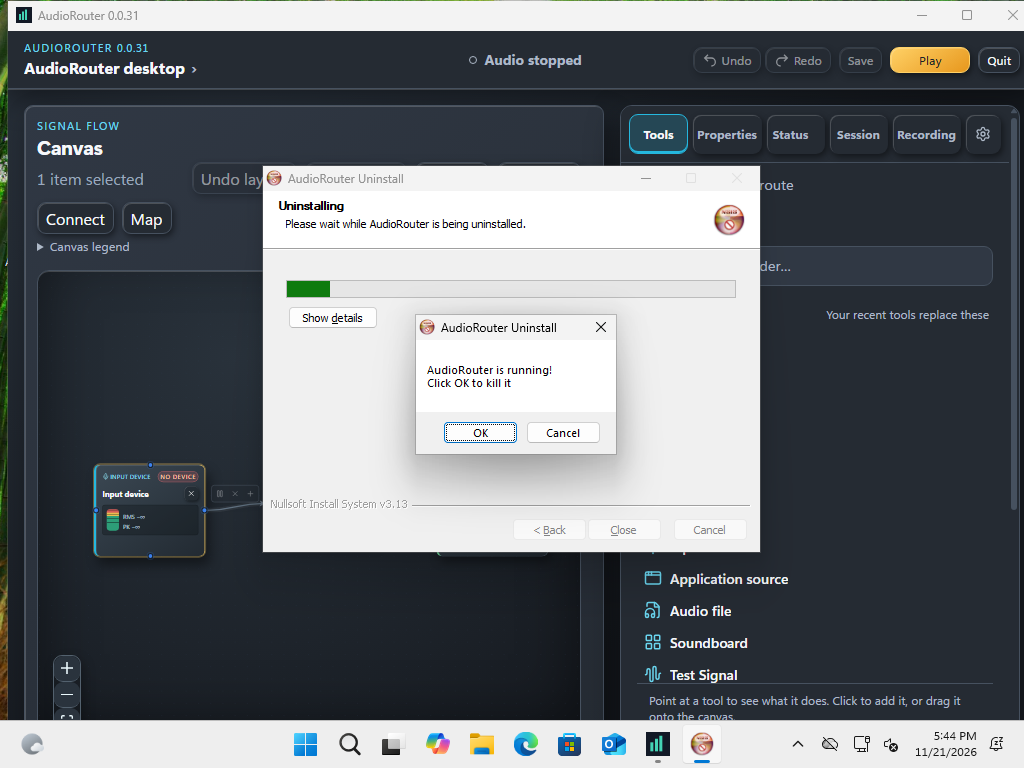 AudioRouter 0.0.31
AUDIOROUTER 0.0.31
AudioRouter desktop ›
Audio stopped
Undo
Redo
Save
Play
Quit
SIGNAL FLOW
Canvas
1 item selected
Undo lay
Connect
Map
Canvas legend
Tools
Properties
Status
Session
Recording
route
der...
Your recent tools replace these
AudioRouter Uninstall
Uninstalling
Please wait while AudioRouter is being uninstalled.
Show details
AudioRouter Uninstall
AudioRouter is running!
Click OK to kill it
OK
Cancel
Nullsoft Install System v3.13
< Back
Close
Cancel
INPUT DEVICE
NO DEVICE
Input device
RMS -∞
PK -∞
Application source
Audio file
Soundboard
Test Signal
Point at a tool to see what it does. Click to add it, or drag it
onto the canvas.
5:44 PM
11/21/2026